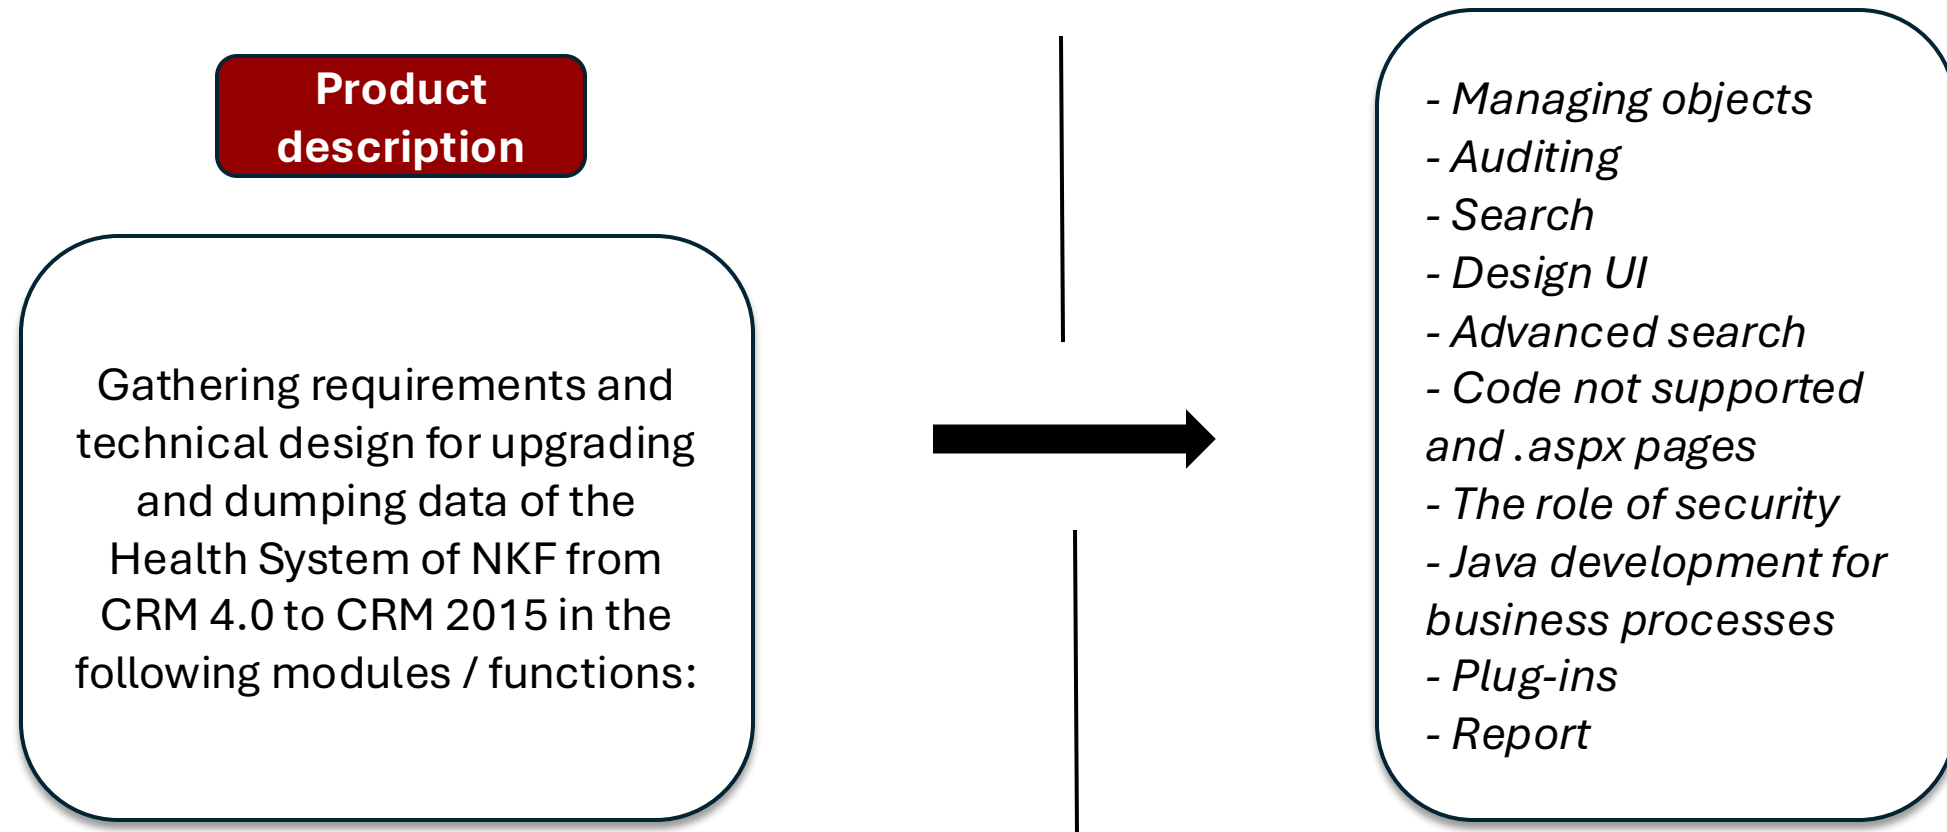 Product
description
Gathering requirements and
technical design for upgrading
and dumping data of the
Health System of NKF from
CRM 4.0 to CRM 2015 in the
following modules / functions:
- Managing objects
- Auditing
- Search
- Design UI
- Advanced search
- Code not supported
and .aspx pages
- The role of security
- Java development for
business processes
- Plug-ins
- Report